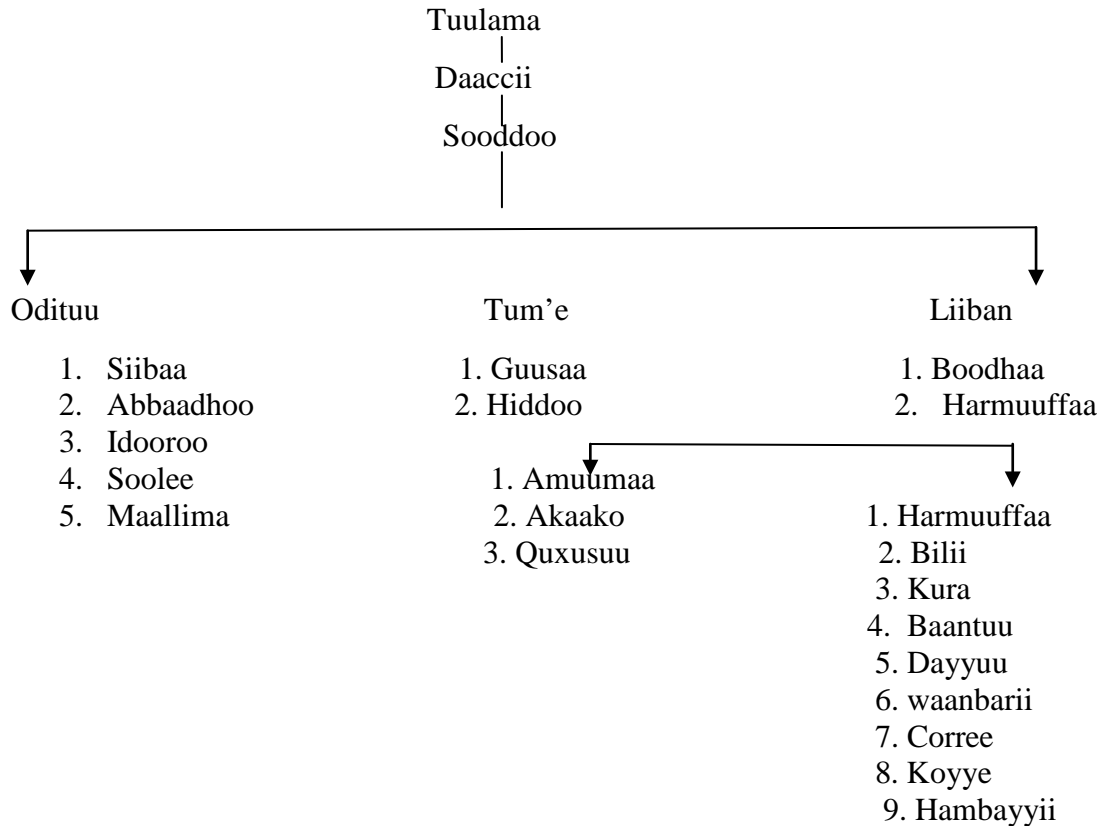 Tuulama
Daaccii
Sooddoo
Odituu Tum’e Liiban
1. Siibaa 1. Guusaa 1. Boodhaa
2. Abbaadhoo 2. Hiddoo 2. Harmuuffaa
3. Idooroo
4. Soolee 1. Amuumaa
5. Maallima 2. Akaako 1. Harmuuffaa
3. Quxusuu 2. Bilii
3. Kura
4. Baantuu
5. Dayyuu
6. waanbarii
7. Corree
8. Koyye
9. Hambayyii